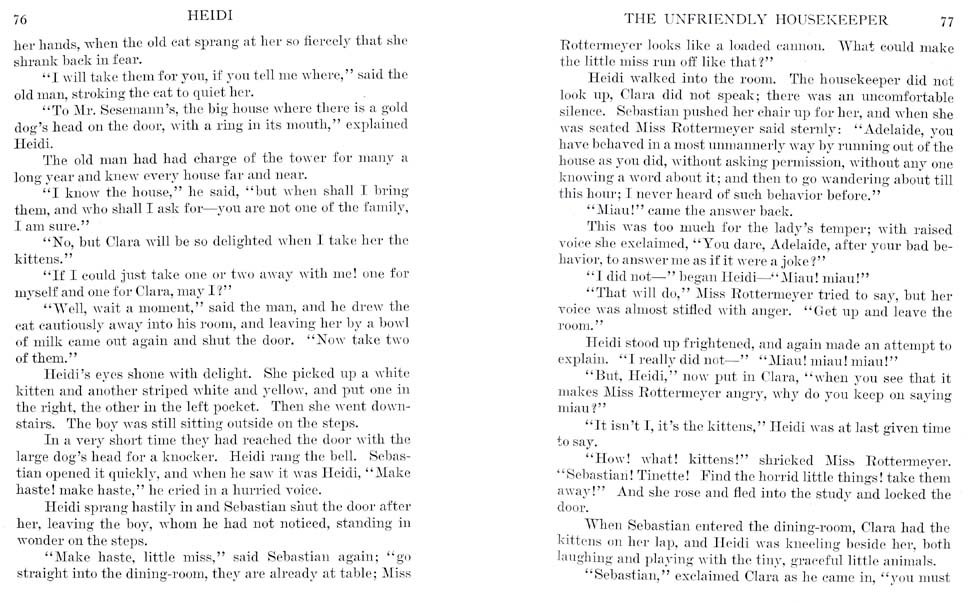 76
HEIDI
her hands, when the old cat sprang at her so fiercely that she
shrank back in fear.
“I will take them for you, if you tell me where,” said the
old man, stroking the cat to quiet her.
“To Mr. Sesemann’s, the big house where there is a gold
dog’s head on the door, with a ring in its mouth,” explained
Heidi.
The old man had had charge of the tower for many a
long year and knew every house far and near.
“I know the house,” he said, “but when shall I bring
them, and who shall I ask for—you are not one of the family,
I am sure.”
“No, but Clara will be so delighted when I take her the
kittens.”
“If I could just take one or two away with me! one for
myself and one for Clara, may I?”
“Well, wait a moment,” said the man, and he drew the
cat cautiously away into his room, and leaving her by a bowl
of milk came out again and shut the door. “Now take two
of them.”
Heidi’s eyes shone with delight. She picked up a white
kitten and another striped white and yellow, and put one in
the right, the other in the left pocket. Then she went down-
stairs. The boy was still sitting outside on the steps.
In a very short time they had reached the door with the
large dog’s head for a knocker. Heidi rang the bell. Sebas-
tian opened it quickly, and when he saw it was Heidi, “Make
haste! make haste,” he cried in a hurried voice.
Heidi sprang hastily in and Sebastian shut the door after
her, leaving the boy, whom he had not noticed, standing in
wonder on the steps.
“Make haste, little miss,” said Sebastian again; “go
straight into the dining-room, they are already at table; Miss
THE UNFRIENDLY HOUSEKEEPER
77
Rottermeyer looks like a loaded cannon. What could make
the little miss run off like that?”
Heidi walked into the room. The housekeeper did not
look up, Clara did not speak; there was an uncomfortable
silence. Sebastian pushed her chair up for her, and when she
was seated Miss Rottermeyer said sternly: “Adelaide, you
have behaved in a most unmannerly way by running out of the
house as you did, without asking permission, without any one
knowing a word about it; and then to go wandering about till
this hour; I never heard of such behavior before.”
“Miau!” came the answer back.
This was too much for the lady’s temper; with raised
voice she exclaimed, “You dare, Adelaide, after your bad be-
havior, to answer me as if it were a joke?”
“I did not—” began Heidi—“Miau! miau!”
“That will do,” Miss Rottermeyer tried to say, but her
voice was almost stifled with anger. “Get up and leave the
room.”
Heidi stood up frightened, and again made an attempt to
explain. “I really did not—” “Miau! miau! miau!”
“But, Heidi,” now put in Clara, “when you see that it
makes Miss Rottermeyer angry, why do you keep on saying
miau?”
“It isn’t I, it’s the kittens,” Heidi was at last given time
to say.
“How! what! kittens!” shricked Miss Rottermeyer.
“Sebastian! Tinette! Find the horrid little things! take them
away!” And she rose and fled into the study and locked the
door.
When Sebastian entered the dining-room, Clara had the
kittens on her lap, and Heidi was kneeling beside her, both
laughing and playing with the tiny, graceful little animals.
“Sebastian,” exclaimed Clara as he came in, “you must